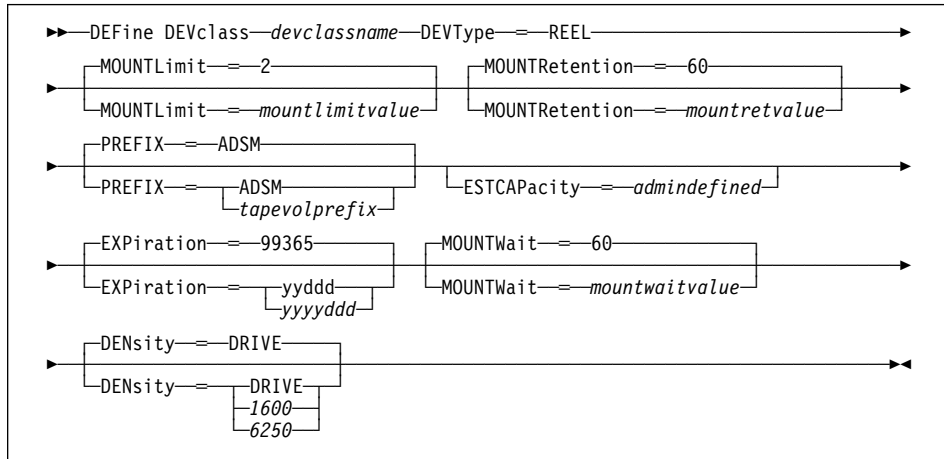 DEFine DEVclass devclassname DEVType = REEL
MOUNTLimit = 2 MOUNTRetention = 60
MOUNTLimit = mountlimitvalue MOUNTRetention = mountretvalue
PREFIX = ADSM
PREFIX = ADSM ESTCAPacity = admindefined
tapevolprefix
EXPiration = 99365 MOUNTWait = 60
EXPiration = yyddd MOUNTWait = mountwaitvalue
yyyyddd
DENsity = DRIVE
DENsity = DRIVE
1600
6250